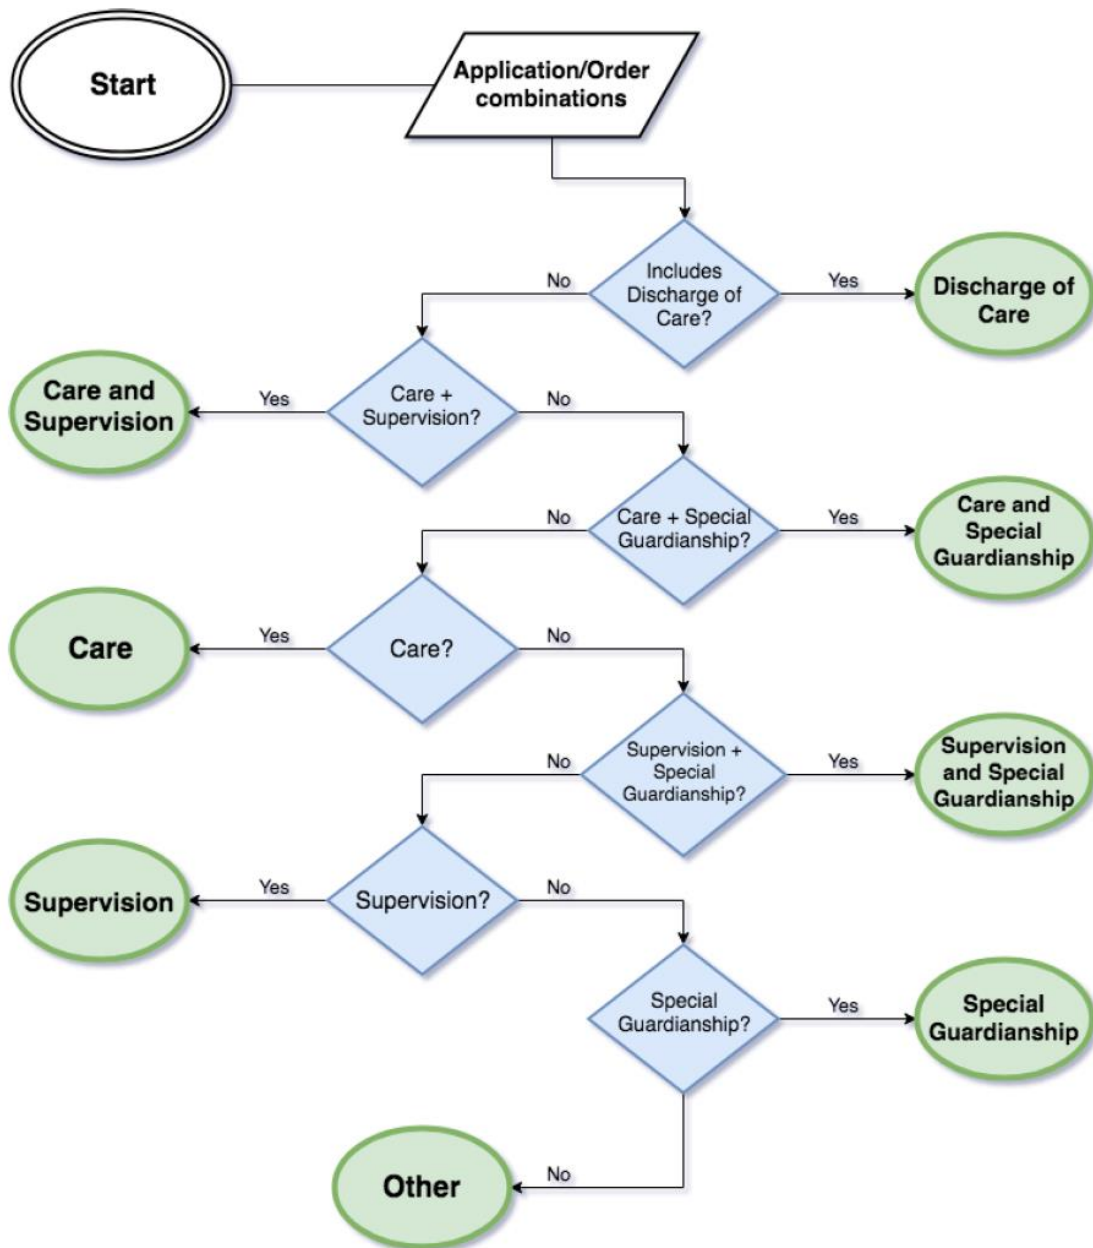 Start
Application/Order
combinations
Includes
Discharge of
Care?
No
Yes
Discharge of
Care
Care +
Supervision?
Yes
No
Care and
Supervision
Care + Special
Guardianship?
No
Yes
Care and
Special
Guardianship
Care?
Yes
No
Care
Supervision +
Special
Guardianship?
No
Yes
Supervision
and Special
Guardianship
Supervision?
Yes
No
Supervision
Special
Guardianship?
Yes
Special
Guardianship
No
Other